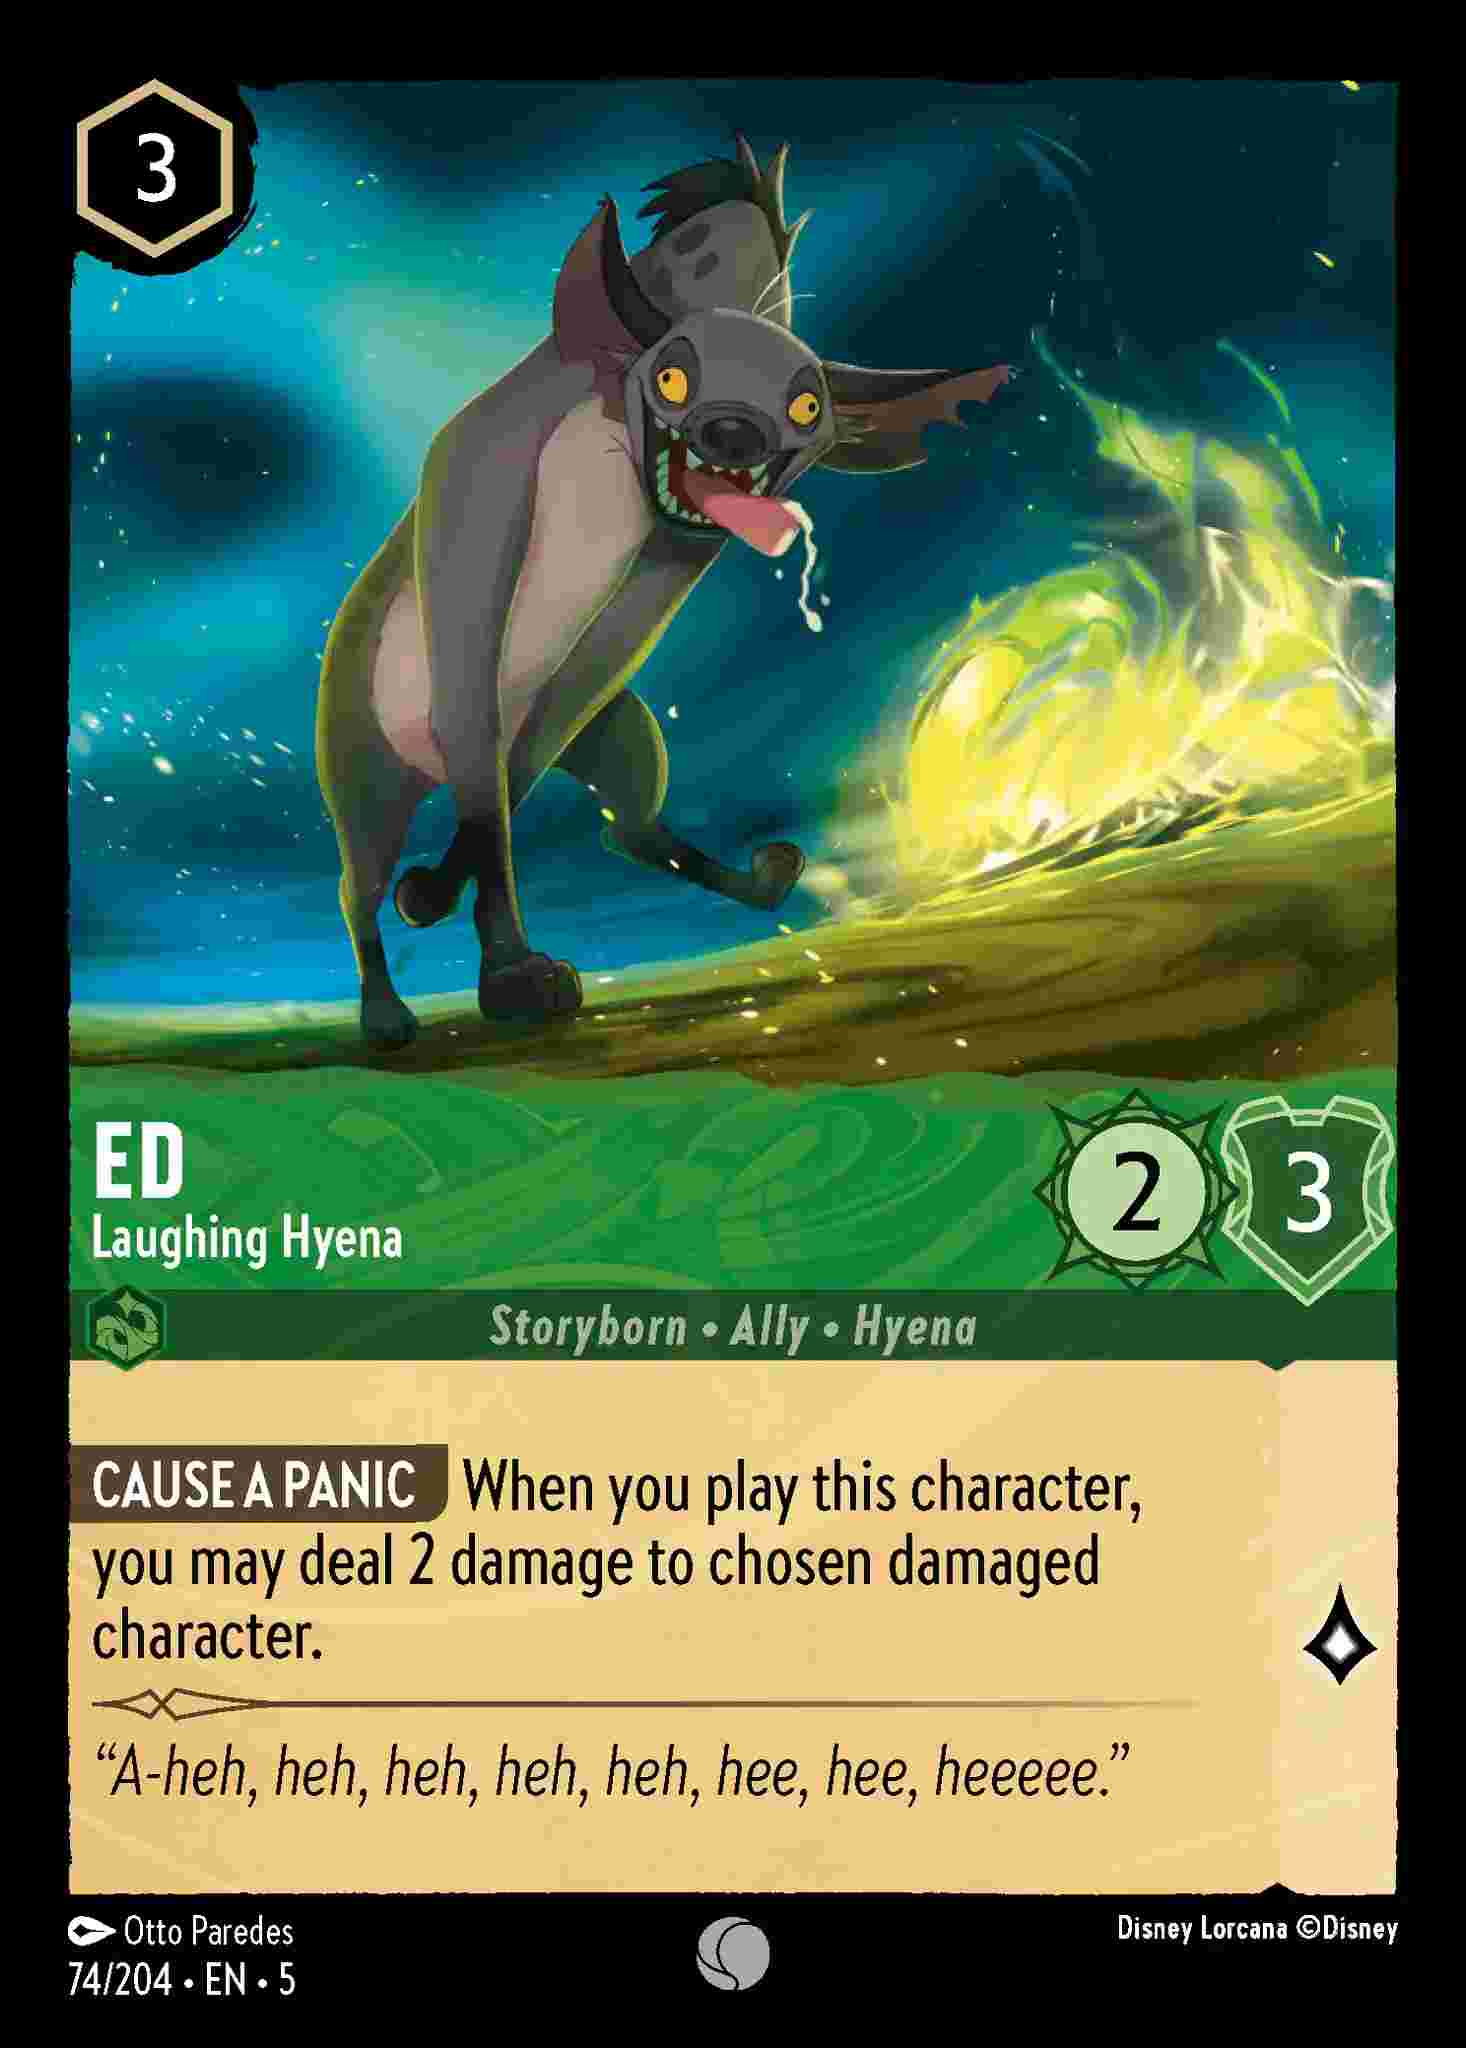 3
ED
Laughing Hyena
2
3
Storyborn • Ally • Hyena
CAUSE A PANIC When you play this character,
you may deal 2 damage to chosen damaged
character.
“A-heh, heh, heh, heh, heh, hee, hee, heeeee.”
Otto Paredes
74/204 • EN • 5
Disney Lorcana ©Disney